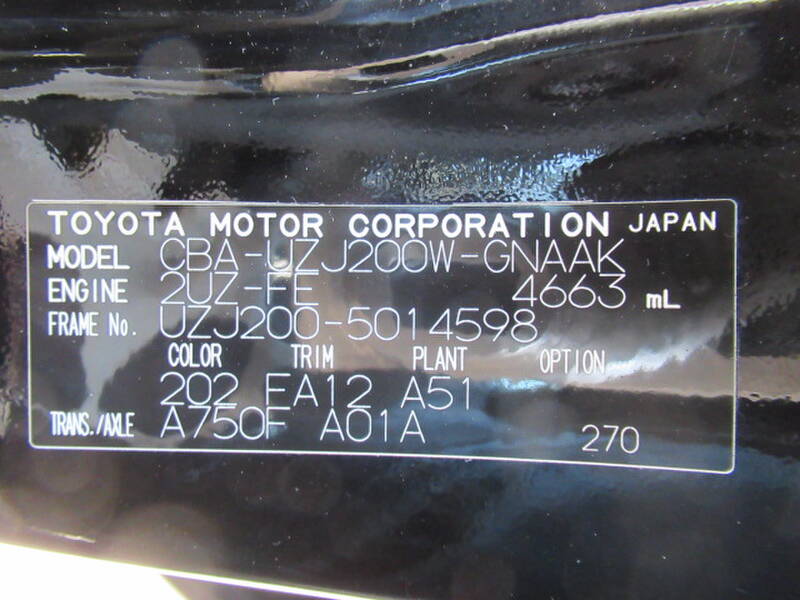 TOYOTA MOTOR CORPORATION JAPAN
MODEL CBA-UZJ200W-GNAAK
ENGINE 2UZ-FE 4663 mL
FRAME No. UZJ200-5014598
COLOR TRIM PLANT OPTION
202 FA12 A51
TRANS./AXLE A750F A01A 270